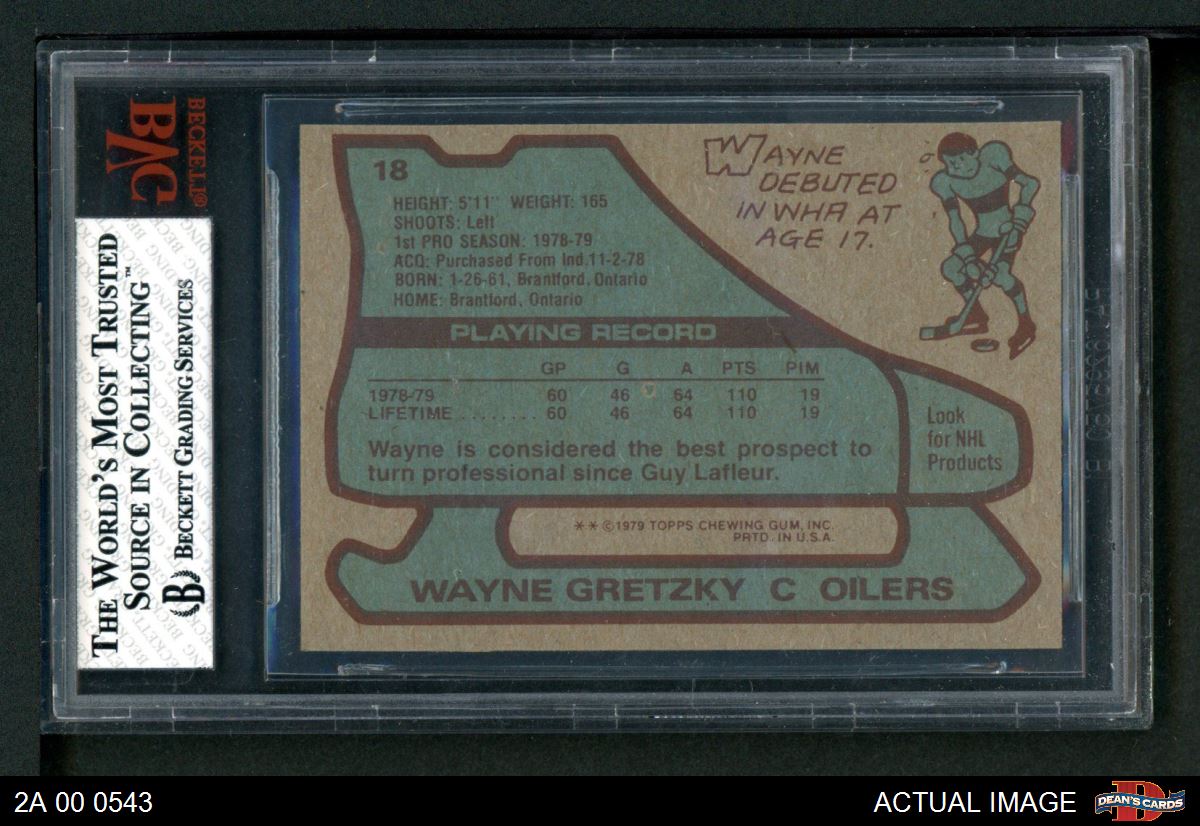 BECKETT®
BVG
THE WORLD'S MOST TRUSTED
SOURCE IN COLLECTING™
B BECKETT GRADING SERVICES
18
HEIGHT: 5'11" WEIGHT: 165
SHOOTS: Left
1st PRO SEASON: 1978-79
ACQ: Purchased From Ind.11-2-78
BORN: 1-26-61, Brantford, Ontario
HOME: Brantford, Ontario
WAYNE
DEBUTED
IN WHA AT
AGE 17.
PLAYING RECORD
GP G A PTS PIM
1978-79 60 46 64 110 19
LIFETIME ........ 60 46 64 110 19
Wayne is considered the best prospect to
turn professional since Guy Lafleur.
Look
for NHL
Products
** ©1979 TOPPS CHEWING GUM, INC.
PRTD. IN U.S.A.
WAYNE GRETZKY C OILERS
2A 00 0543
ACTUAL IMAGE
D
DEAN'S CARDS